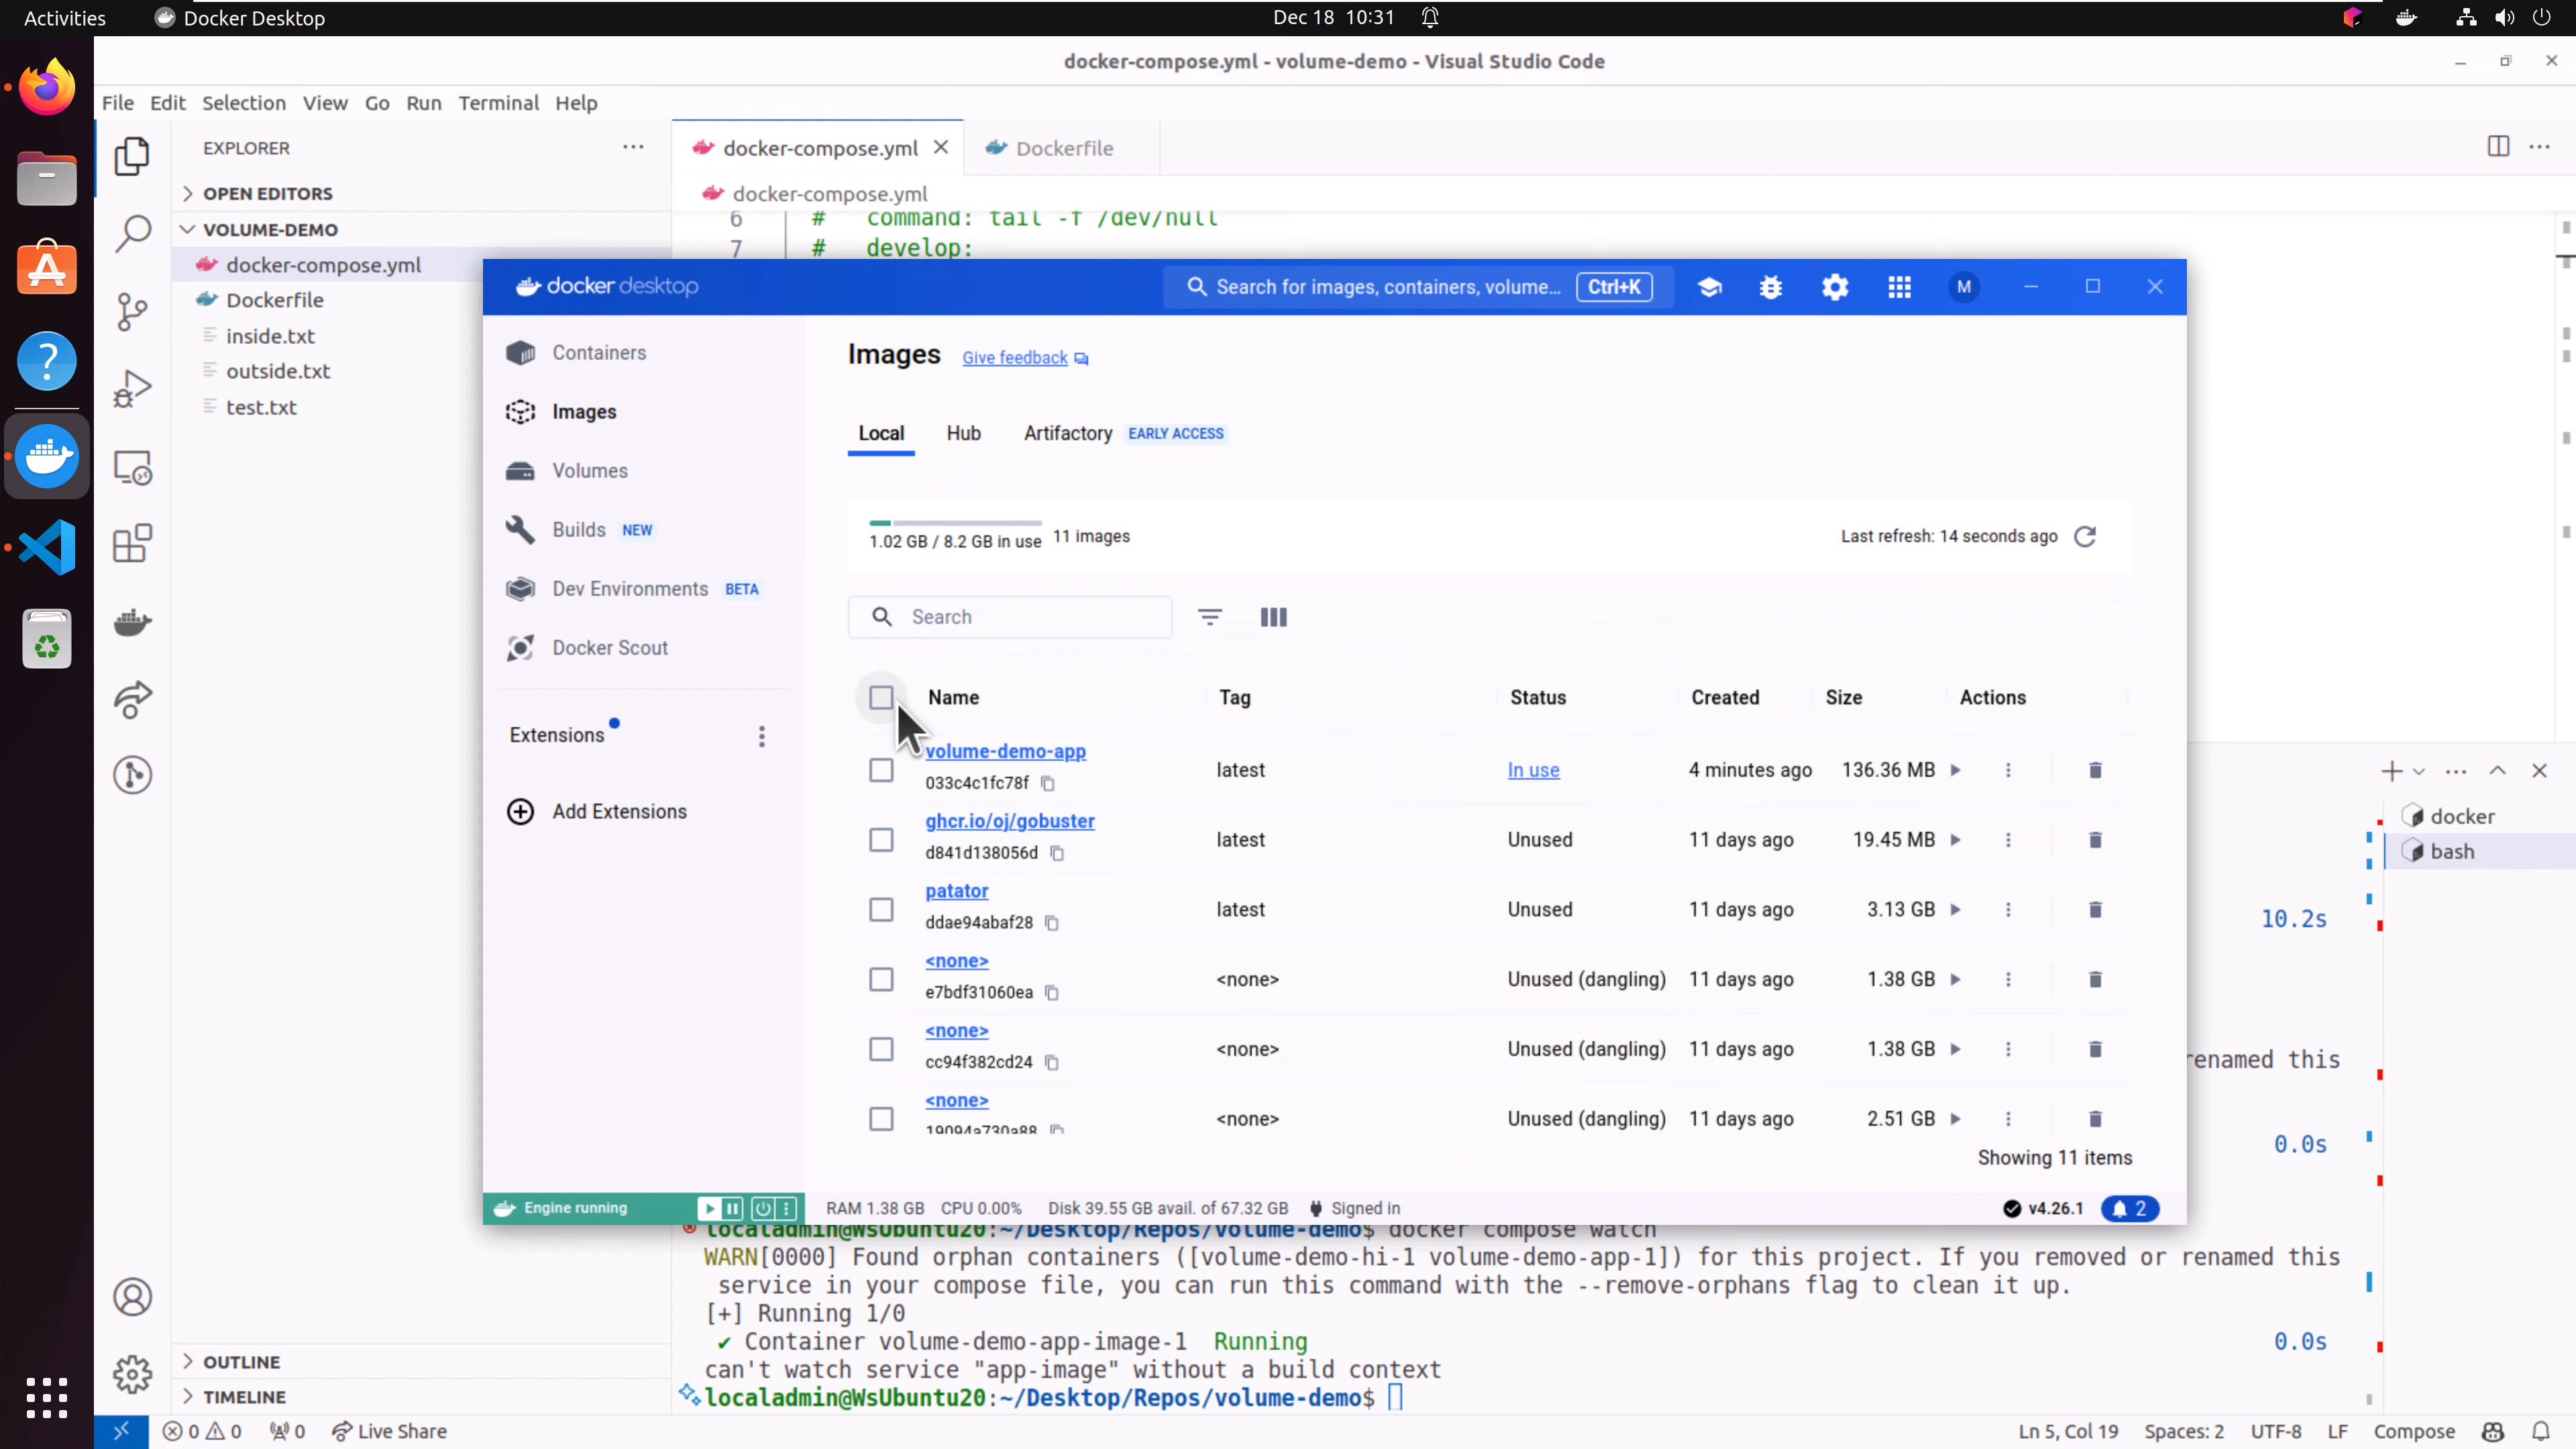 Activities Docker Desktop Dec 18 10:31
docker-compose.yml - volume-demo - Visual Studio Code
File Edit Selection View Go Run Terminal Help
EXPLORER
docker-compose.yml Dockerfile
OPEN EDITORS
docker-compose.yml
VOLUME-DEMO
docker-compose.yml
Dockerfile
inside.txt
outside.txt
test.txt
6 # command: tail -f /dev/null
7 # develop:
docker desktop
Search for images, containers, volume... Ctrl+K
M
Containers
Images
Volumes
Builds NEW
Dev Environments BETA
Docker Scout
Extensions
Add Extensions
Images Give feedback
Local Hub Artifactory EARLY ACCESS
1.02 GB / 8.2 GB in use 11 images
Last refresh: 14 seconds ago
Search
Name Tag Status Created Size Actions
volume-demo-app
033c4c1fc78f
latest In use 4 minutes ago 136.36 MB
ghcr.io/oj/gobuster
d841d138056d
latest Unused 11 days ago 19.45 MB
patator
ddae94abaf28
latest Unused 11 days ago 3.13 GB
<none>
e7bdf31060ea
<none> Unused (dangling) 11 days ago 1.38 GB
<none>
cc94f382cd24
<none> Unused (dangling) 11 days ago 1.38 GB
<none>
19094a730a88
<none> Unused (dangling) 11 days ago 2.51 GB
Showing 11 items
Engine running
RAM 1.38 GB CPU 0.00% Disk 39.55 GB avail. of 67.32 GB Signed in
v4.26.1 2
docker
bash
10.2s
renamed this
0.0s
localadmin@WsUbuntu20:~/Desktop/Repos/volume-demo$ docker compose watch
WARN[0000] Found orphan containers ([volume-demo-hi-1 volume-demo-app-1]) for this project. If you removed or renamed this
service in your compose file, you can run this command with the --remove-orphans flag to clean it up.
[+] Running 1/0
✔ Container volume-demo-app-image-1 Running 0.0s
can't watch service "app-image" without a build context
localadmin@WsUbuntu20:~/Desktop/Repos/volume-demo$
OUTLINE
TIMELINE
0 0 0 Live Share
Ln 5, Col 19 Spaces: 2 UTF-8 LF Compose